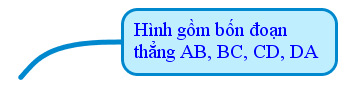 Hình gồm bốn đoạn
thẳng AB, BC, CD, DA